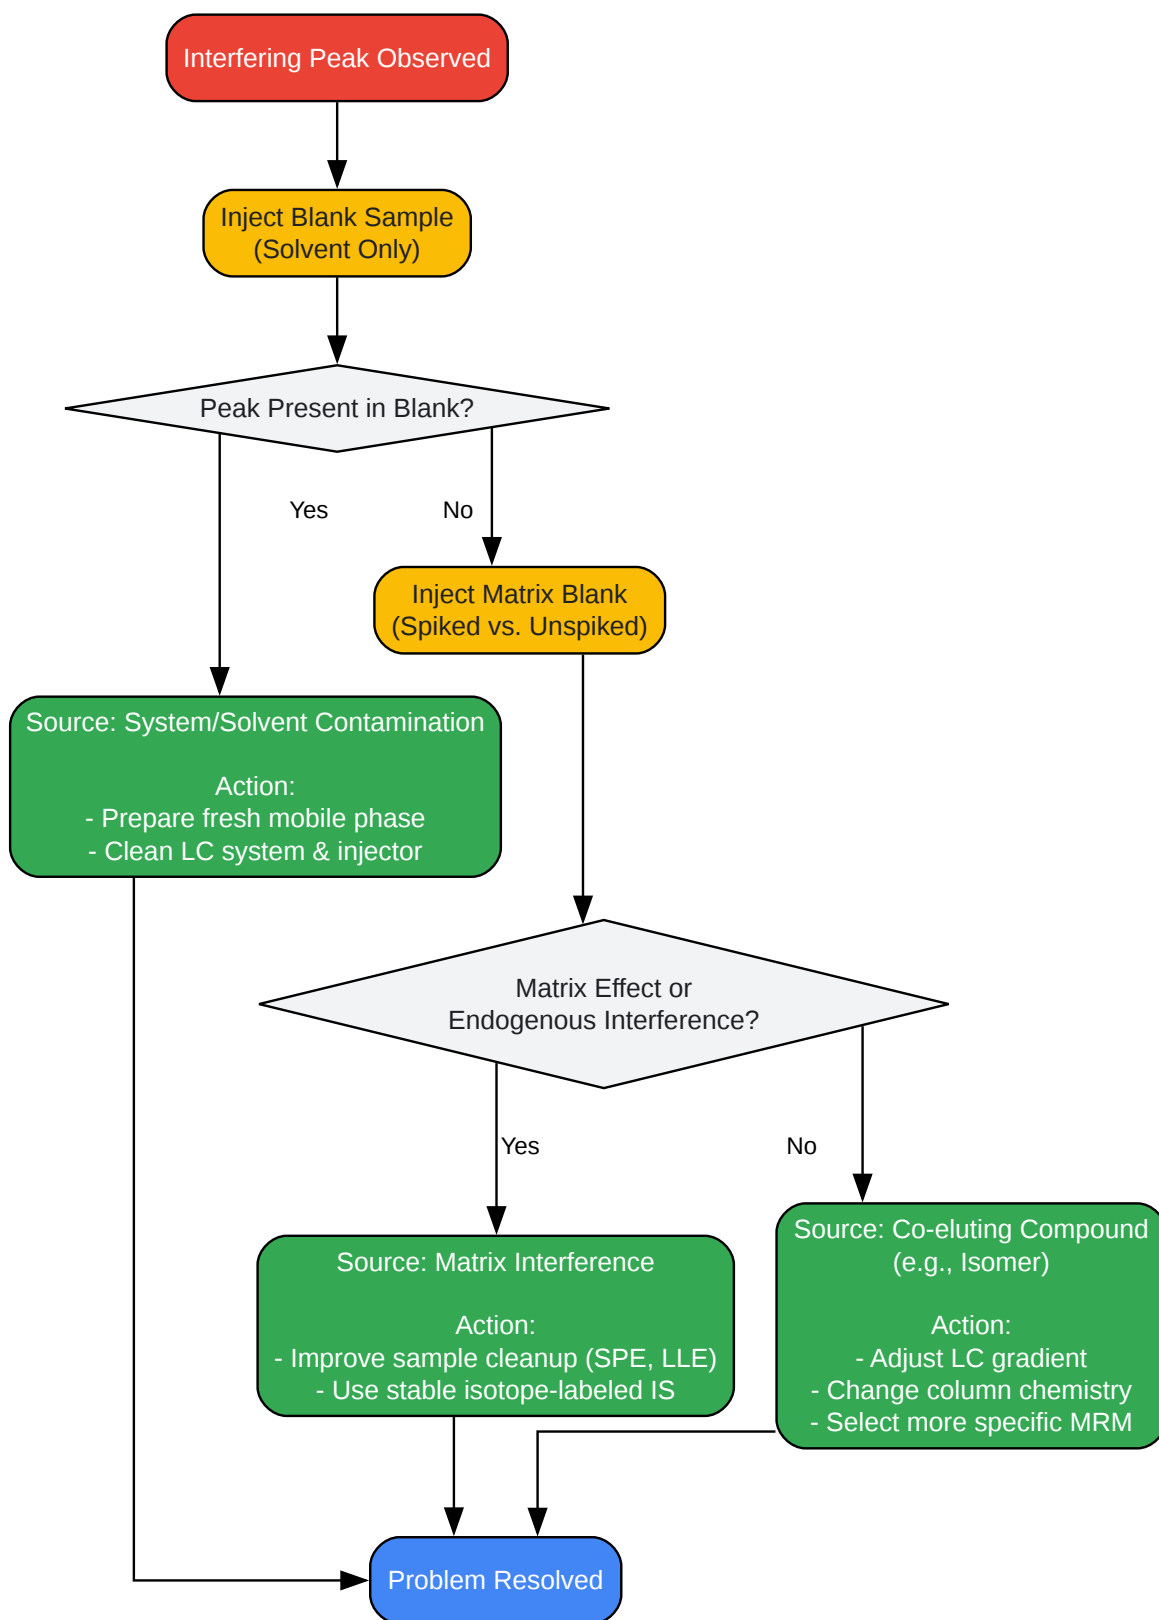 Interfering Peak Observed
Inject Blank Sample
(Solvent Only)
Peak Present in Blank?
Yes
No
Inject Matrix Blank
(Spiked vs. Unspiked)
Source: System/Solvent Contamination
Action:
- Prepare fresh mobile phase
- Clean LC system & injector
Matrix Effect or
Endogenous Interference?
Yes
No
Source: Matrix Interference
Action:
- Improve sample cleanup (SPE, LLE)
- Use stable isotope-labeled IS
Source: Co-eluting Compound
(e.g., Isomer)
Action:
- Adjust LC gradient
- Change column chemistry
- Select more specific MRM
Problem Resolved